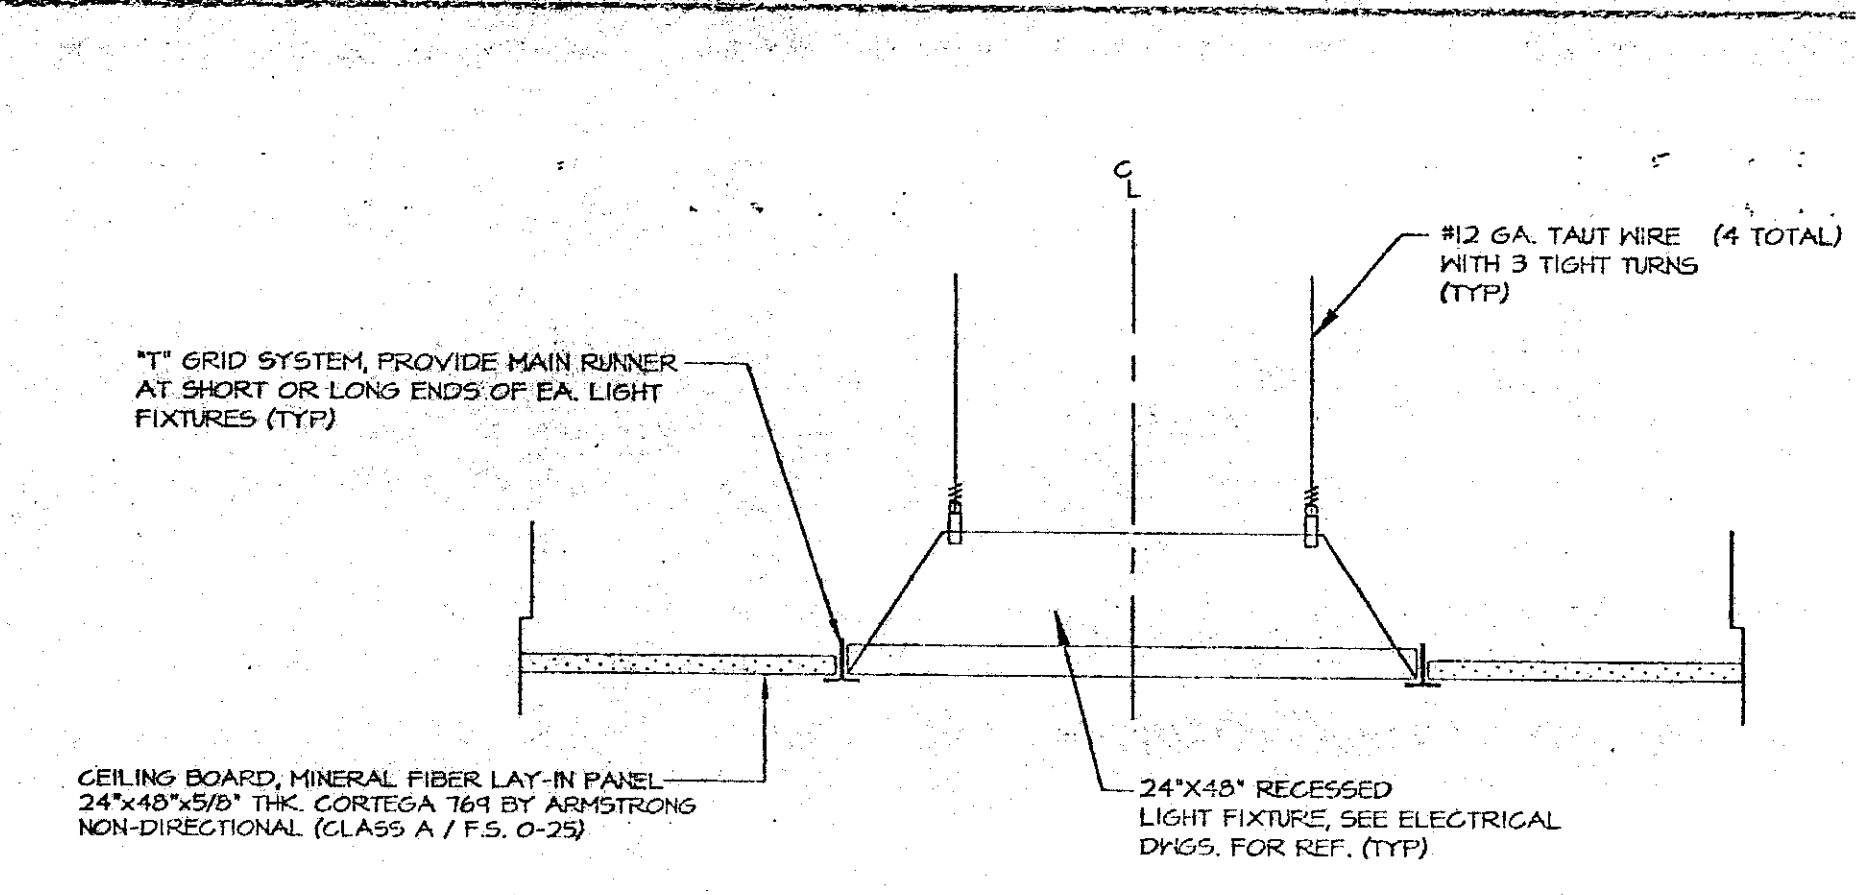 CL
#12 GA. TAUT WIRE (4 TOTAL)
WITH 3 TIGHT TURNS
(TYP)
"T" GRID SYSTEM, PROVIDE MAIN RUNNER
AT SHORT OR LONG ENDS OF EA. LIGHT
FIXTURES (TYP)
CEILING BOARD, MINERAL FIBER LAY-IN PANEL
24"x48"x5/8" THK. CORTEGA 769 BY ARMSTRONG
NON-DIRECTIONAL (CLASS A / F.S. 0-25)
24"X48" RECESSED
LIGHT FIXTURE, SEE ELECTRICAL
DWGS. FOR REF. (TYP)